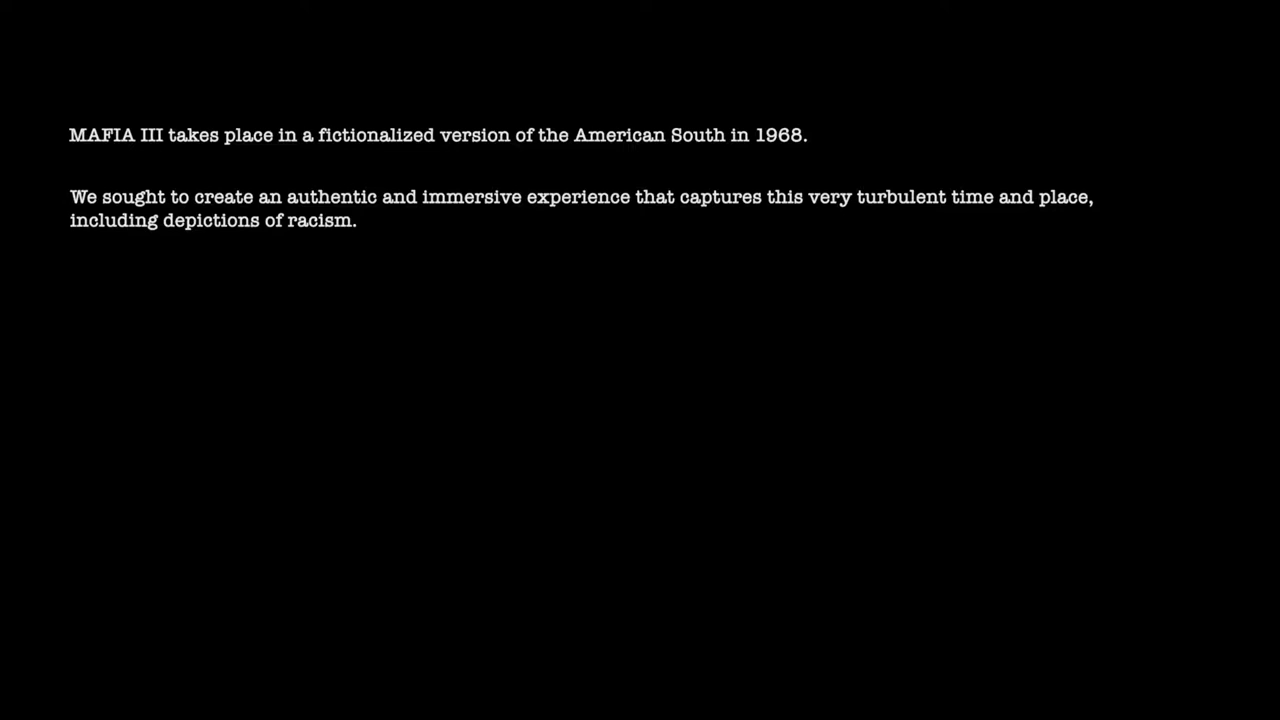 MAFIA III takes place in a fictionalized version of the American South in 1968.
We sought to create an authentic and immersive experience that captures this very turbulent time and place,
including depictions of racism.